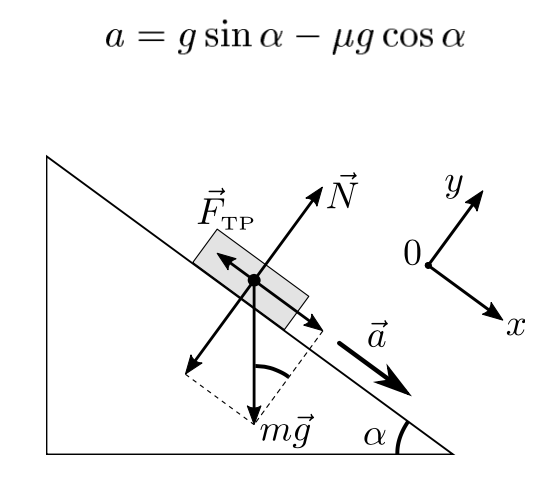 a = g sin α − μg cos α
N⃗
y
F⃗ТР
0
a⃗
x
mg⃗
α